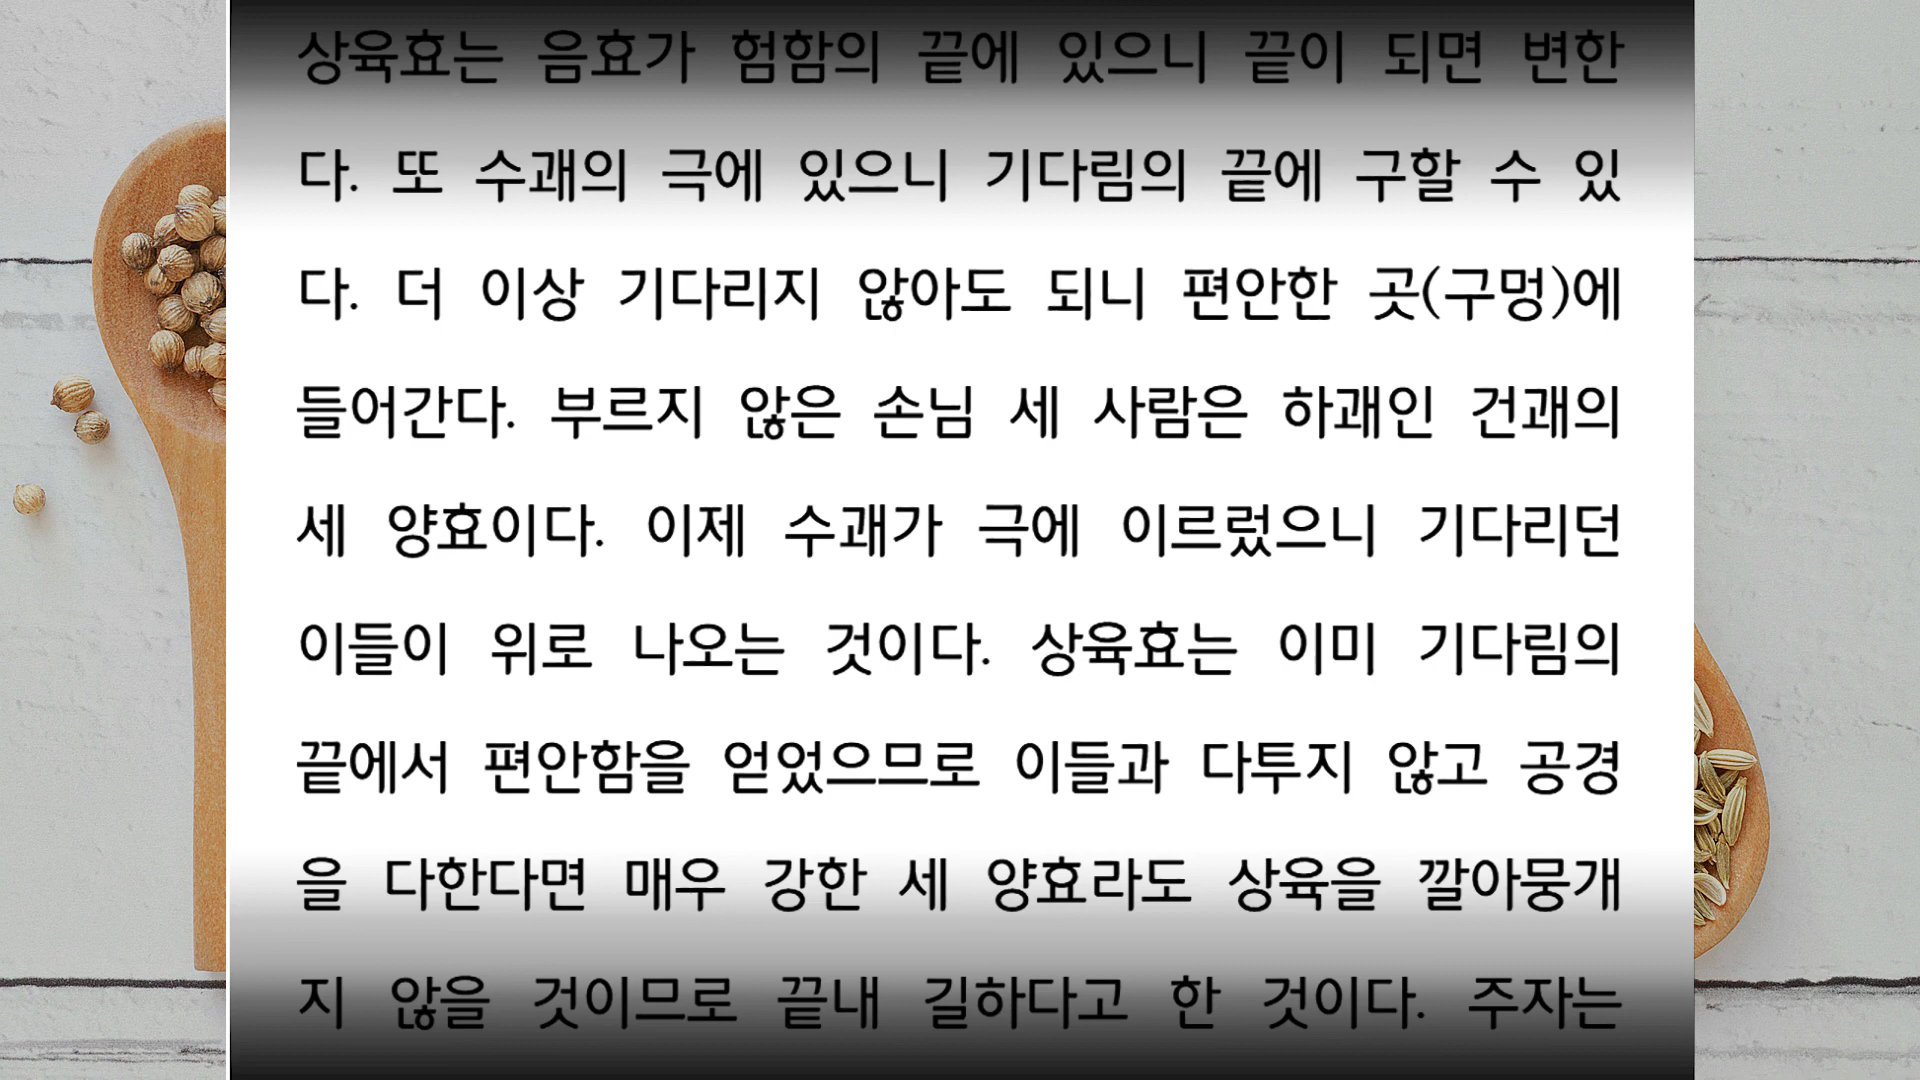 상육효는 음효가 험함의 끝에 있으니 끝이 되면 변한
다. 또 수괘의 극에 있으니 기다림의 끝에 구할 수 있
다. 더 이상 기다리지 않아도 되니 편안한 곳(구멍)에
들어간다. 부르지 않은 손님 세 사람은 하괘인 건괘의
세 양효이다. 이제 수괘가 극에 이르렀으니 기다리던
이들이 위로 나오는 것이다. 상육효는 이미 기다림의
끝에서 편안함을 얻었으므로 이들과 다투지 않고 공경
을 다한다면 매우 강한 세 양효라도 상육을 깔아뭉개
지 않을 것이므로 끝내 길하다고 한 것이다. 주자는